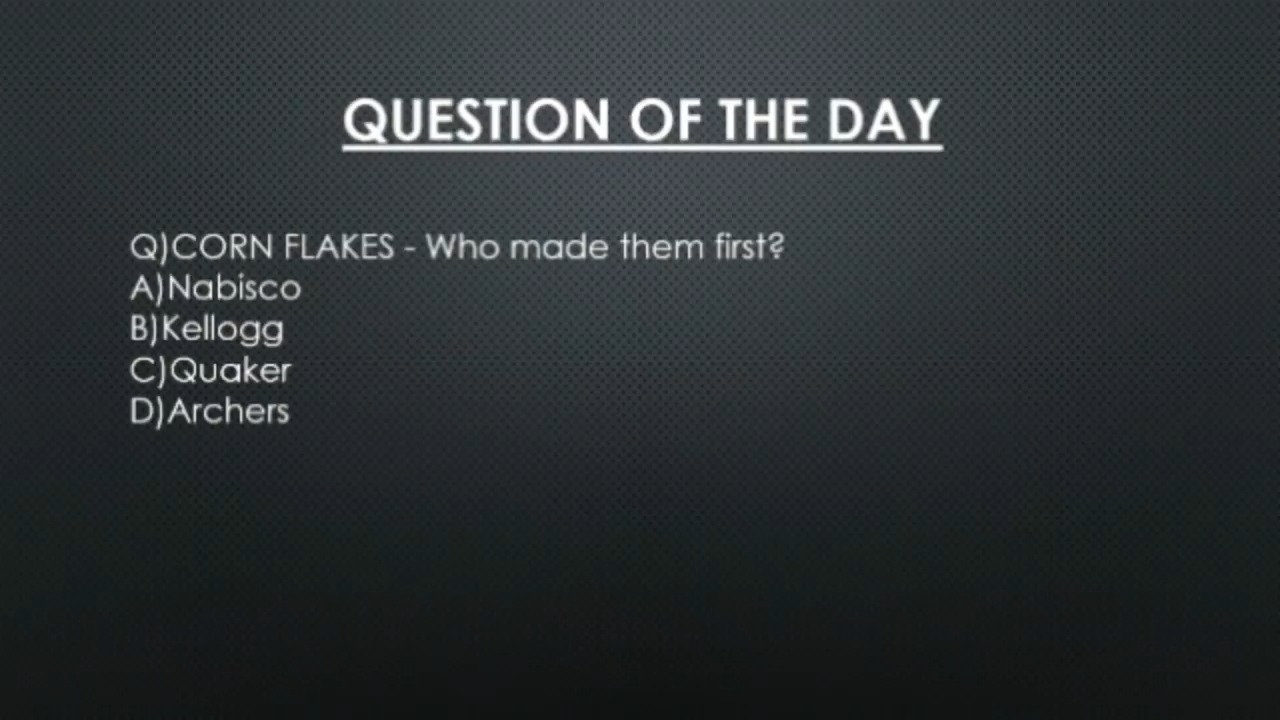 QUESTION OF THE DAY
Q)CORN FLAKES - Who made them first?
A)Nabisco
B)Kellogg
C)Quaker
D)Archers